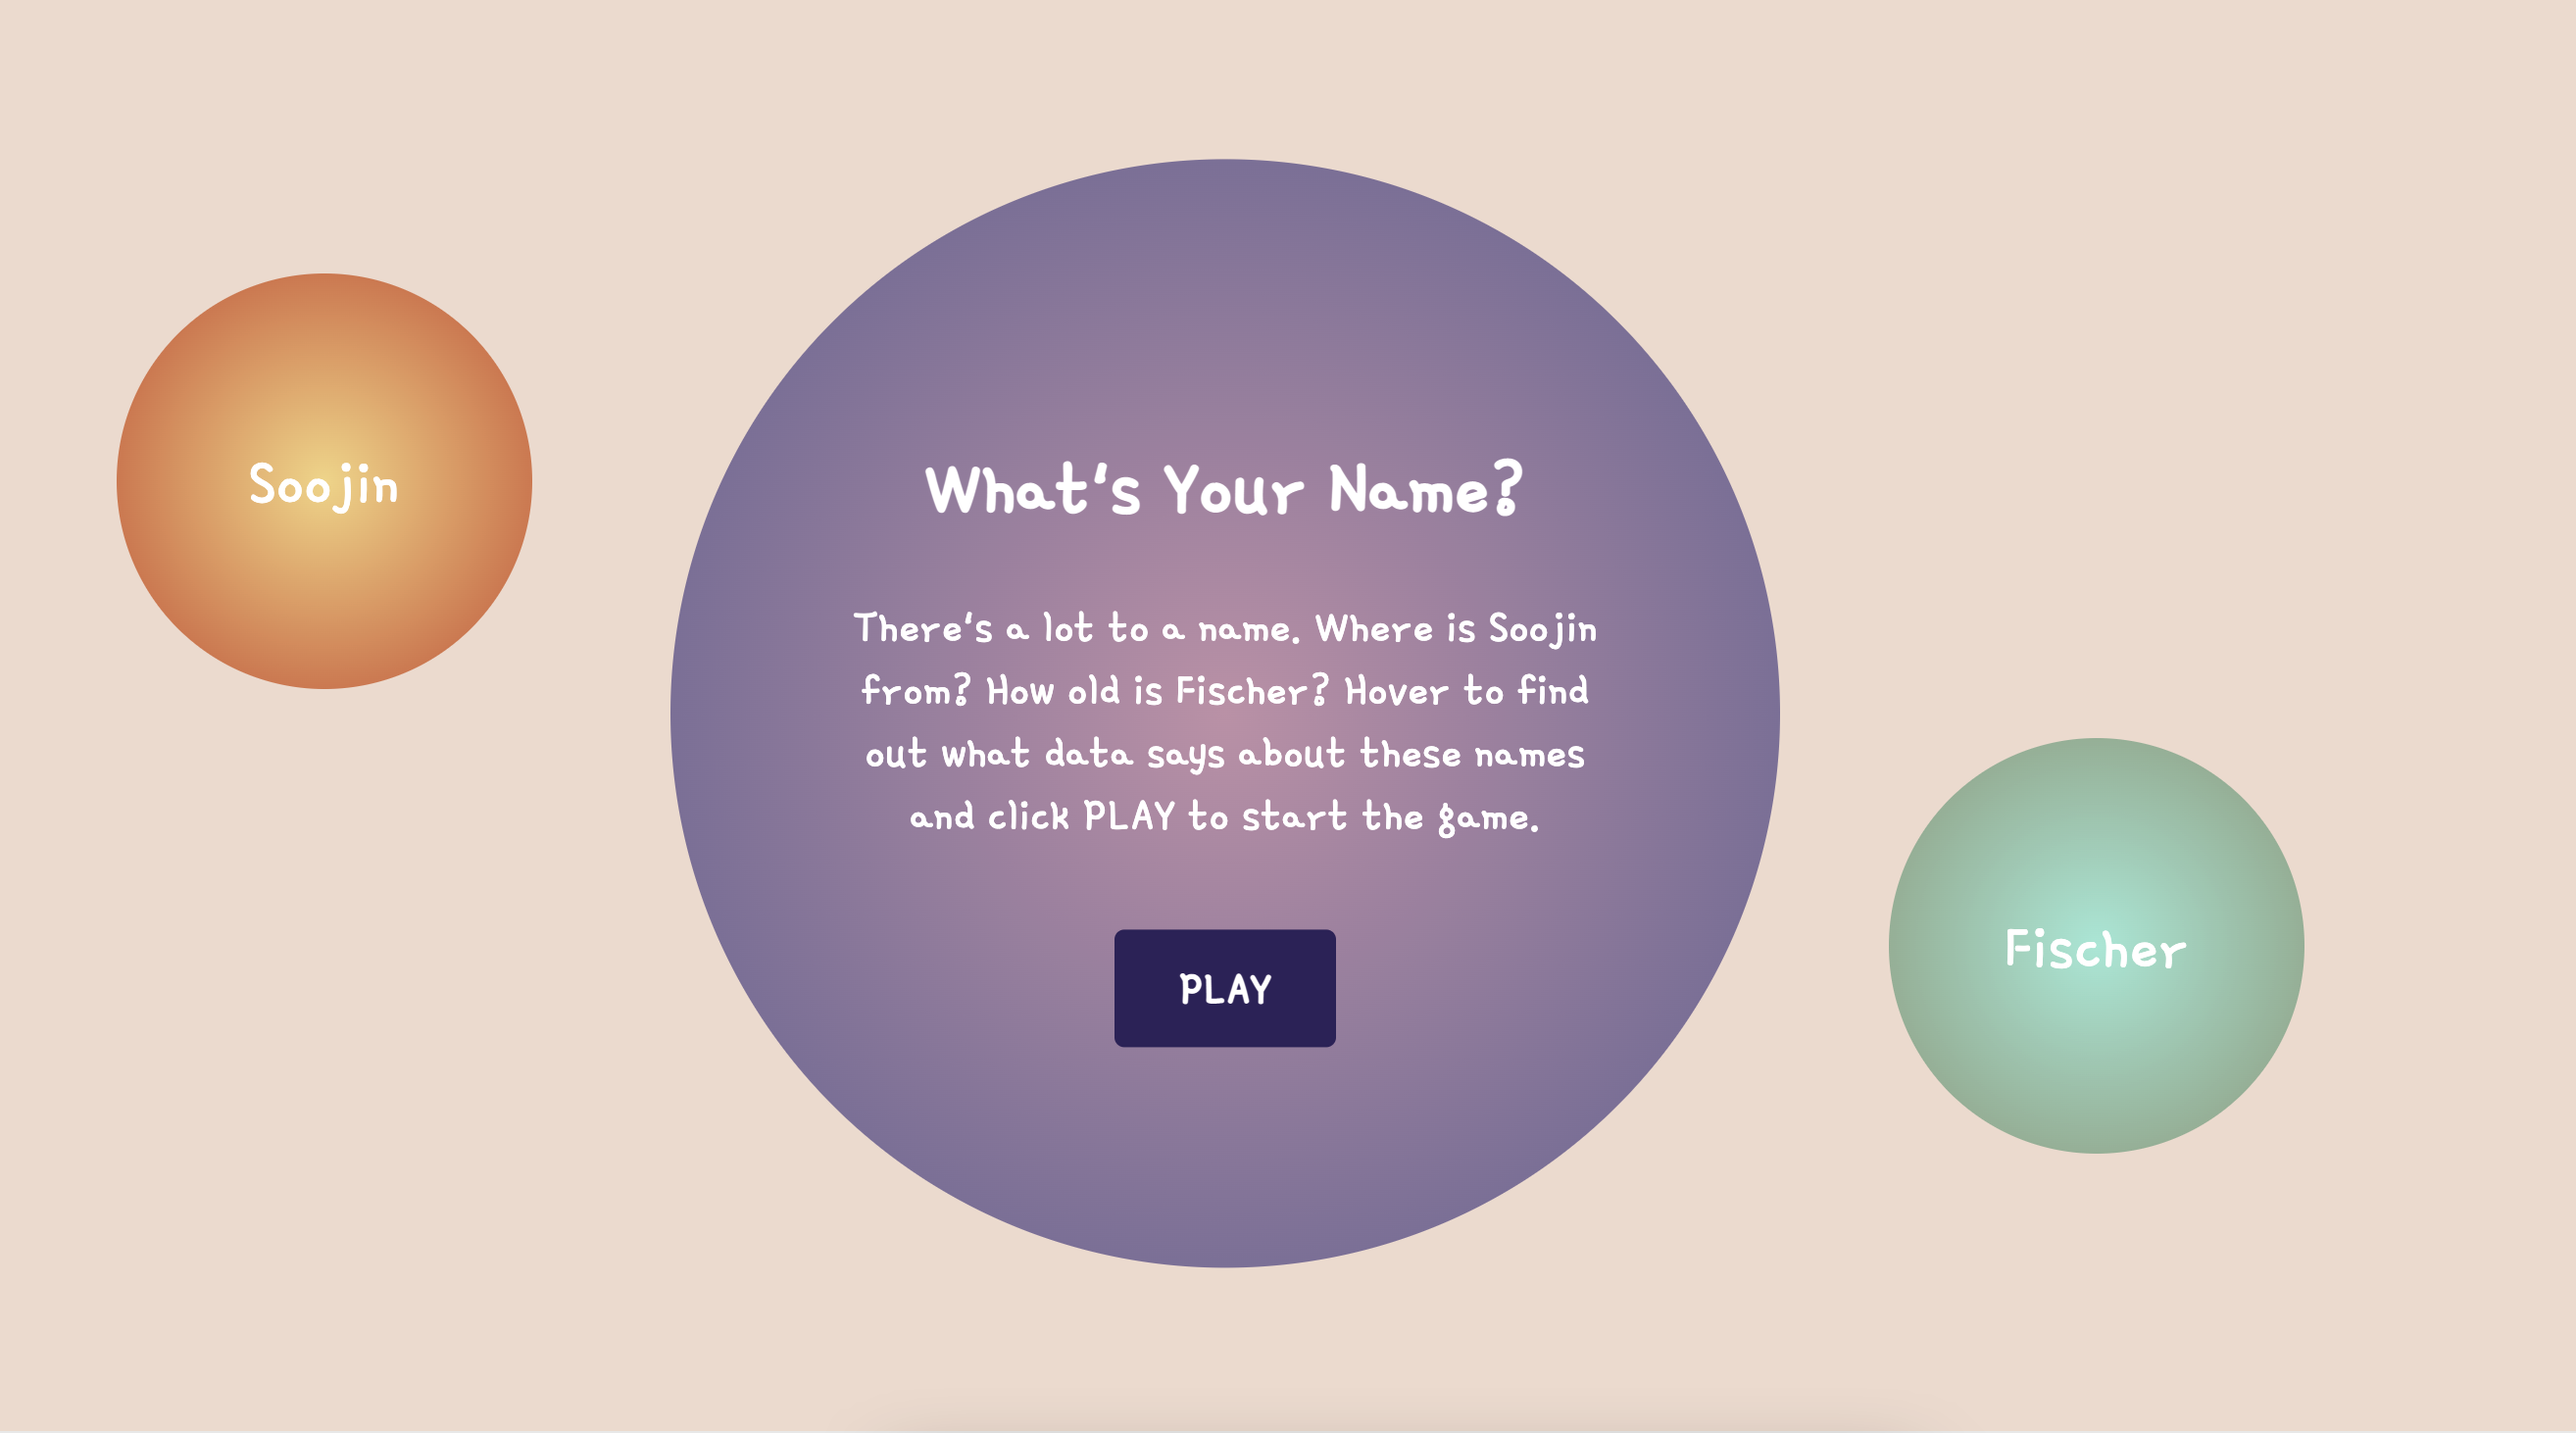 Soojin
What's Your Name?
There's a lot to a name. Where is Soojin
from? How old is Fischer? Hover to find
out what data says about these names
and click PLAY to start the game.
PLAY
Fischer